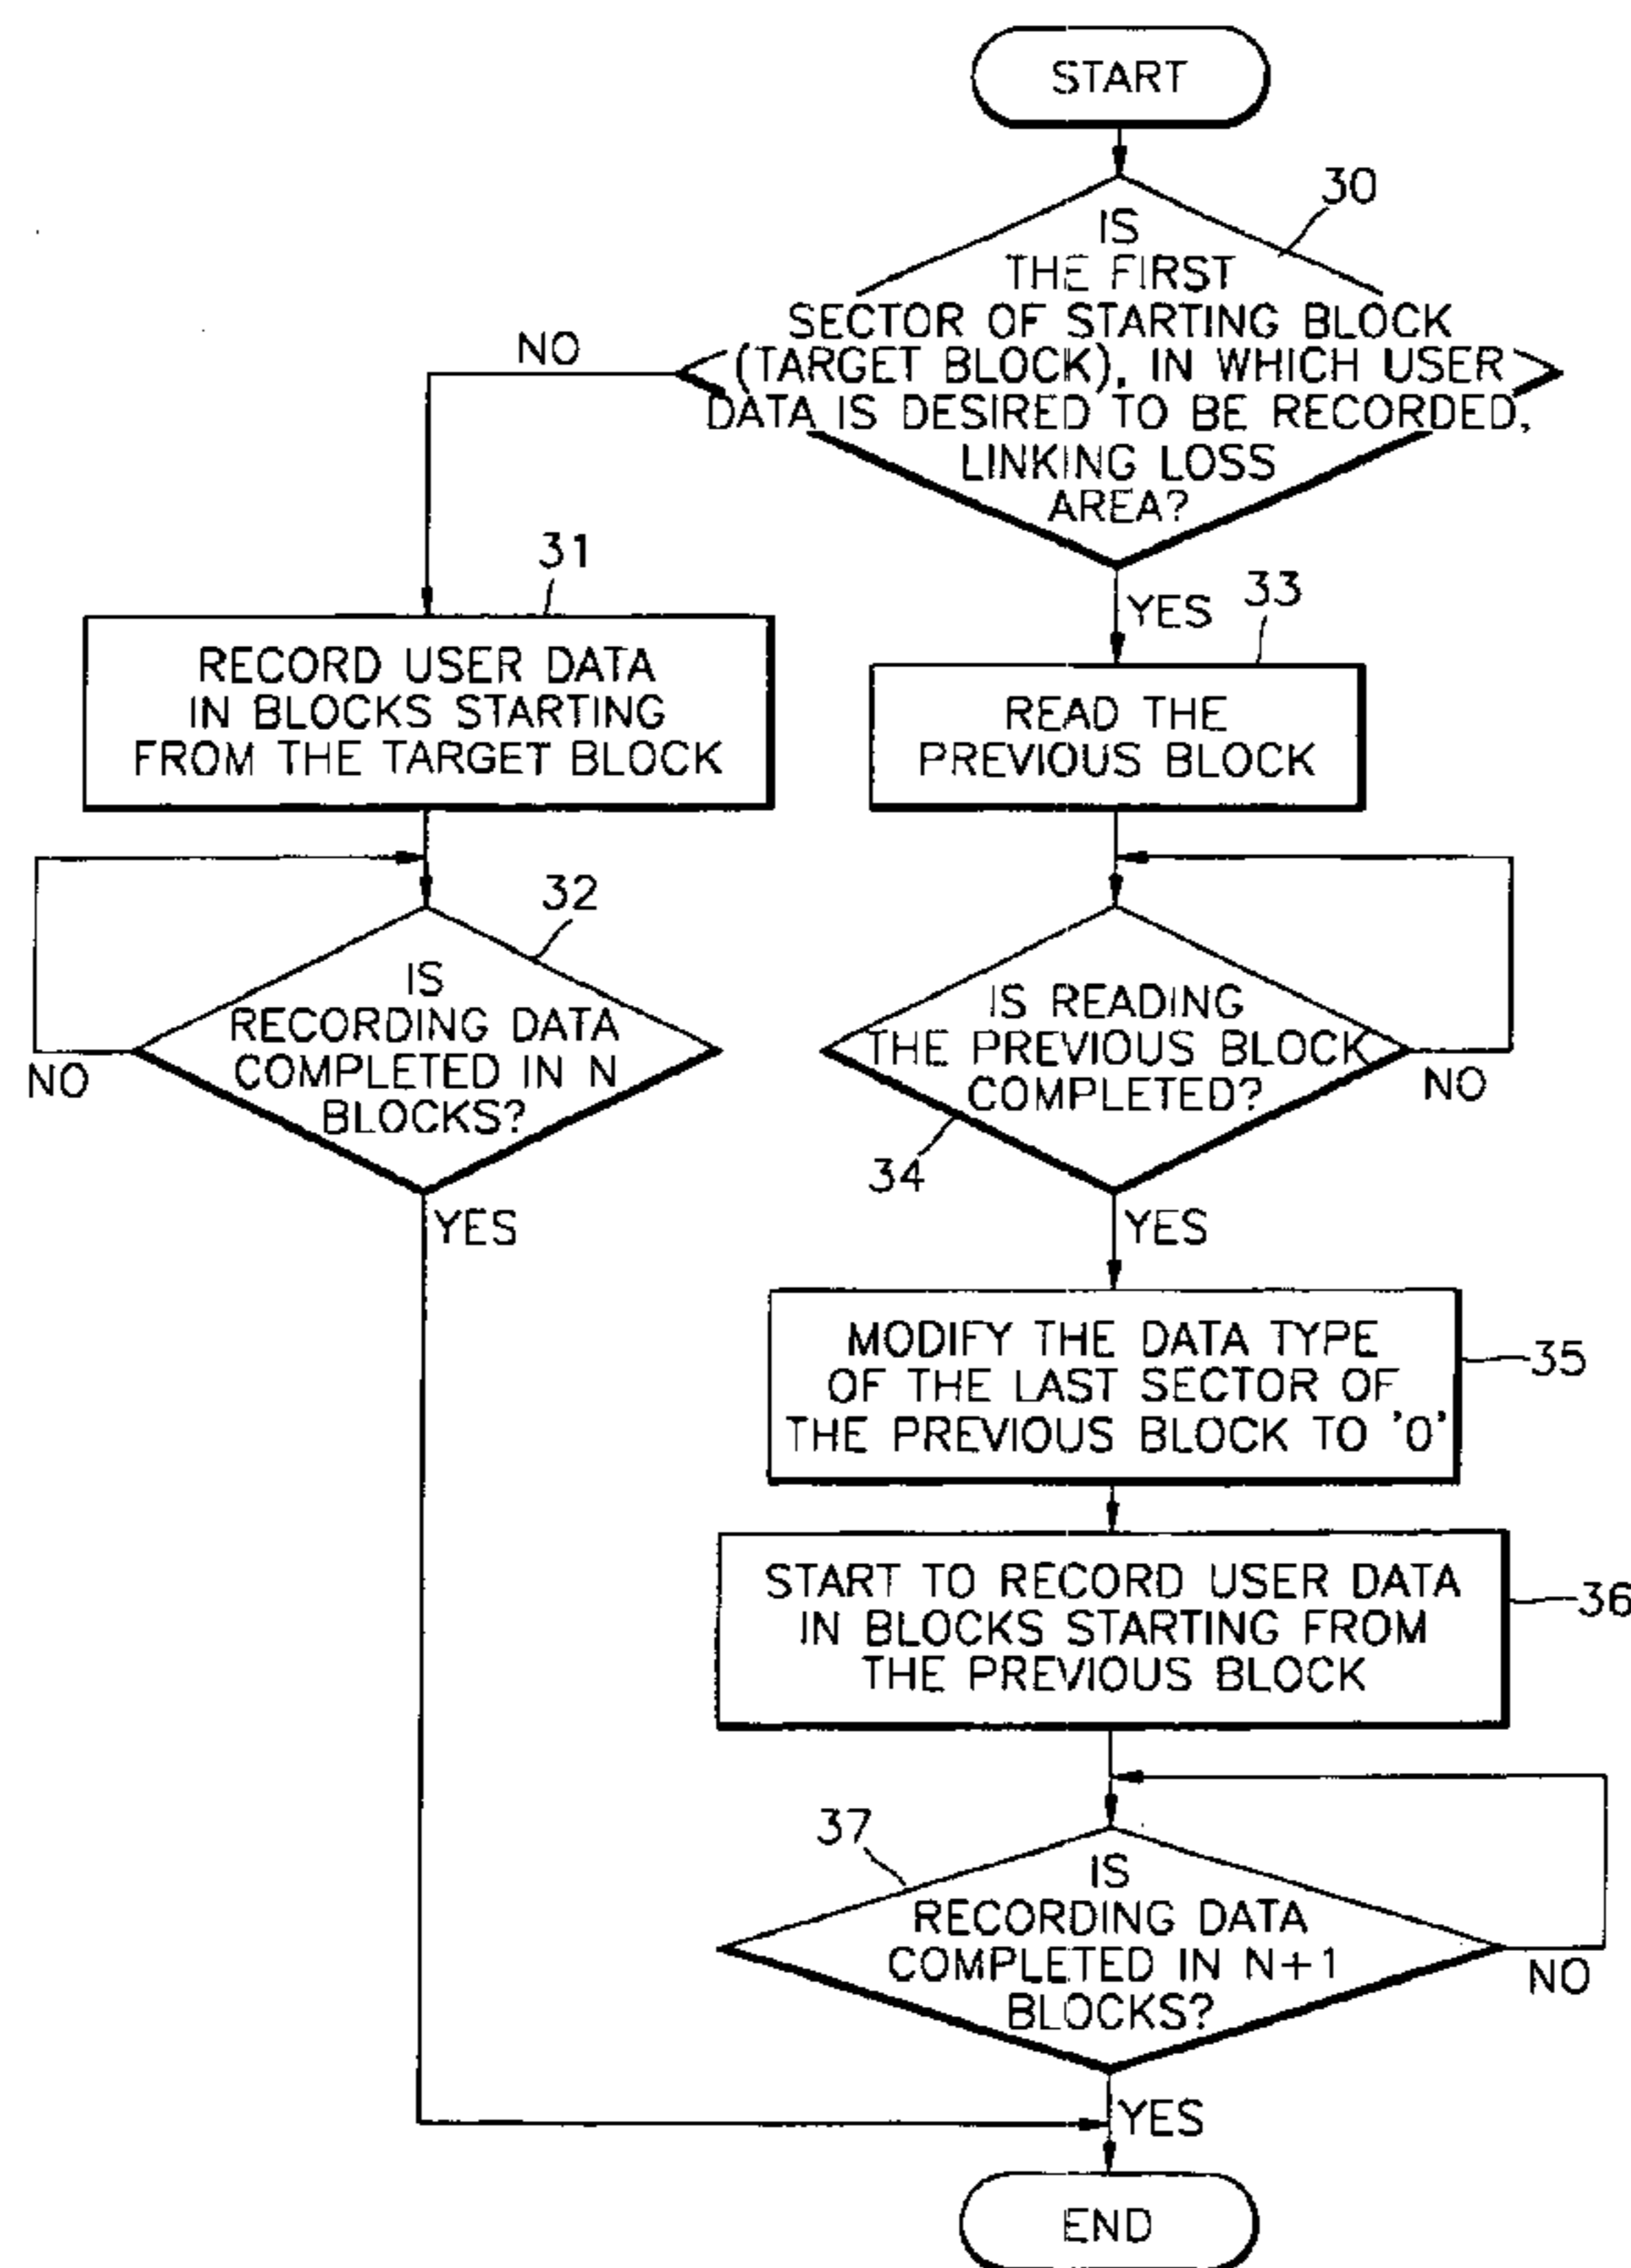 START
30
IS
THE FIRST
SECTOR OF STARTING BLOCK
(TARGET BLOCK), IN WHICH USER
DATA IS DESIRED TO BE RECORDED,
LINKING LOSS
AREA?
NO
YES
31
RECORD USER DATA
IN BLOCKS STARTING
FROM THE TARGET BLOCK
33
READ THE
PREVIOUS BLOCK
32
IS
RECORDING DATA
COMPLETED IN N
BLOCKS?
NO
YES
IS READING
THE PREVIOUS BLOCK
COMPLETED?
NO
34
YES
MODIFY THE DATA TYPE
OF THE LAST SECTOR OF
THE PREVIOUS BLOCK TO '0'
35
START TO RECORD USER DATA
IN BLOCKS STARTING FROM
THE PREVIOUS BLOCK
36
37
IS
RECORDING DATA
COMPLETED IN N+1
BLOCKS?
NO
YES
END